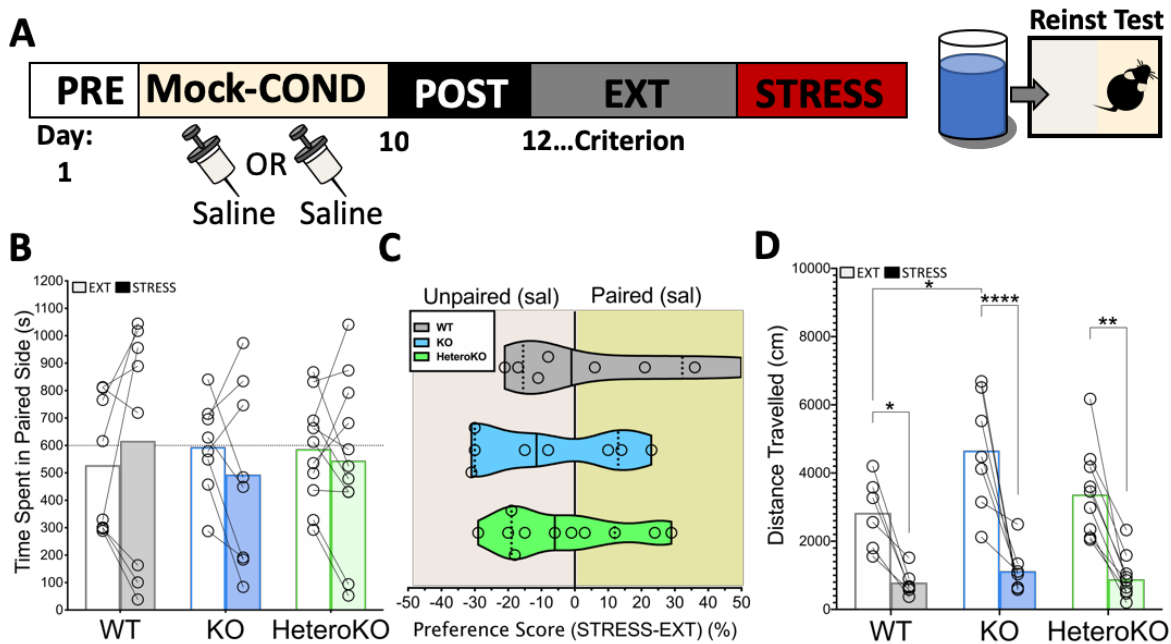 A
Reinst Test
PRE
Mock-COND
POST
EXT
STRESS
Day:
1
10
12...Criterion
OR
Saline
Saline
B
Time Spent in Paired Side (s)
EXT
STRESS
1200
1100
1000
900
800
700
600
500
400
300
200
100
0
WT
KO
HeteroKO
C
Unpaired (sal)
Paired (sal)
WT
KO
HeteroKO
-50 -40 -30 -20 -10 0 10 20 30 40 50
Preference Score (STRESS-EXT) (%)
D
Distance Travelled (cm)
EXT
STRESS
10000
8000
6000
4000
2000
0
*
*
****
**
WT
KO
HeteroKO